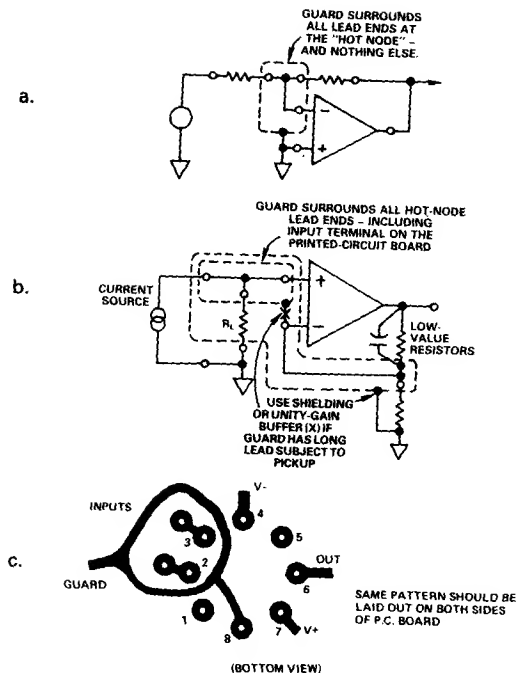 GUARD SURROUNDS
ALL LEAD ENDS AT
THE "HOT NODE" –
AND NOTHING ELSE.
a.
–
+
GUARD SURROUNDS ALL HOT-NODE
LEAD ENDS – INCLUDING
INPUT TERMINAL ON THE
PRINTED-CIRCUIT BOARD
b.
CURRENT
SOURCE
RL
+
–
LOW-
VALUE
RESISTORS
USE SHIELDING
OR UNITY-GAIN
BUFFER (X) IF
GUARD HAS LONG
LEAD SUBJECT TO
PICKUP
c.
INPUTS
GUARD
V-
4
3
5
2
OUT
6
1
8
7
V+
SAME PATTERN SHOULD BE
LAID OUT ON BOTH SIDES
OF P.C. BOARD
(BOTTOM VIEW)